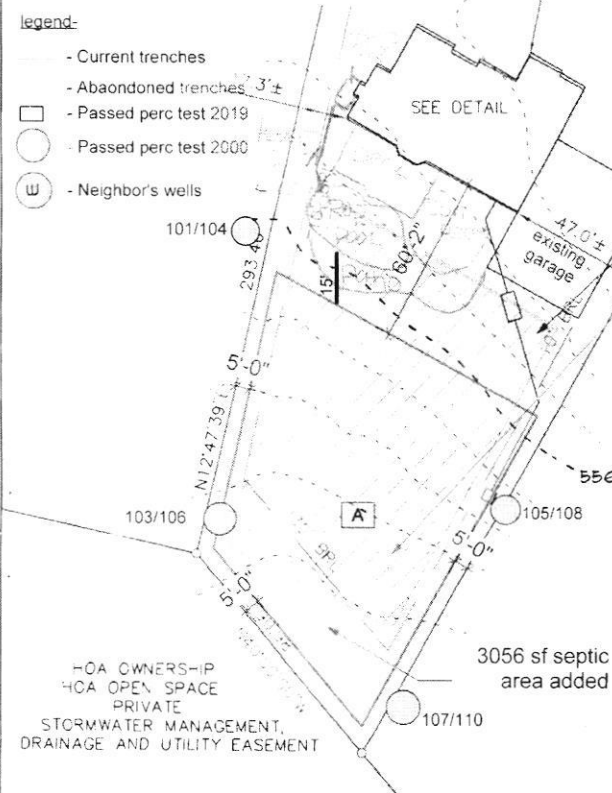 legend-
- Current trenches
- Abaondoned trenches
- Passed perc test 2019
- Passed perc test 2000
- Neighbor's wells
3'±
SEE DETAIL
101/104
293.40
15'
60'-2"
47.0'±
existing
garage
5'-0"
N12°47'39"
103/106
A
BRL
556
105/108
5'-0"
5'-0"
3056 sf septic
area added
107/110
HOA OWNERSHIP
HOA OPEN SPACE
PRIVATE
STORMWATER MANAGEMENT,
DRAINAGE AND UTILITY EASEMENT